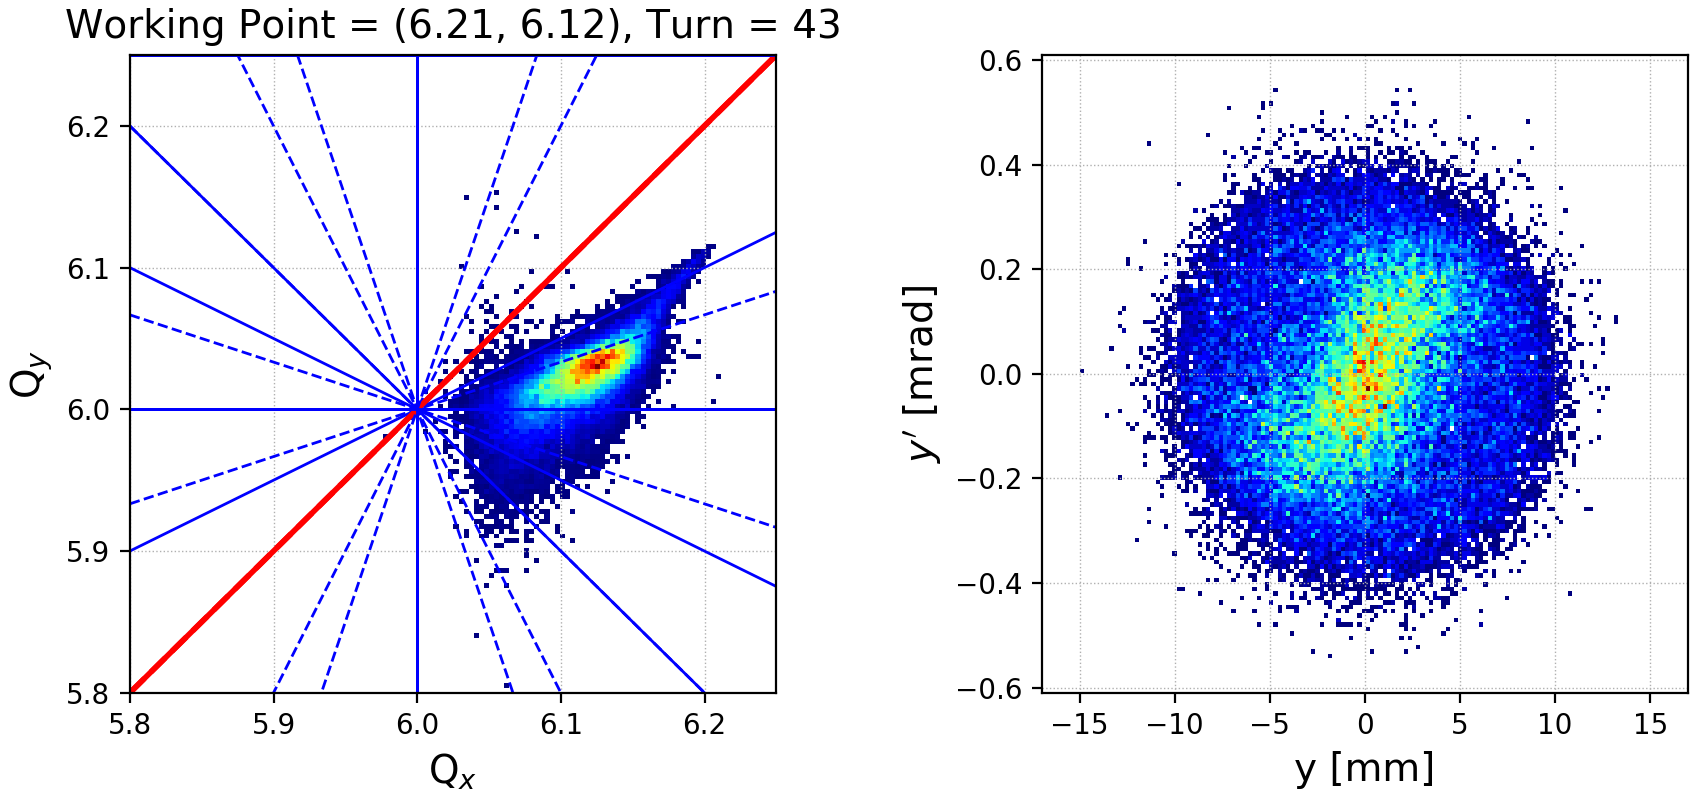 Working Point = (6.21, 6.12), Turn = 43
6.2
6.1
6.0
5.9
5.8
Qy
5.8 5.9 6.0 6.1 6.2
Qx
0.6
0.4
0.2
0.0
−0.2
−0.4
−0.6
y′ [mrad]
−15 −10 −5 0 5 10 15
y [mm]